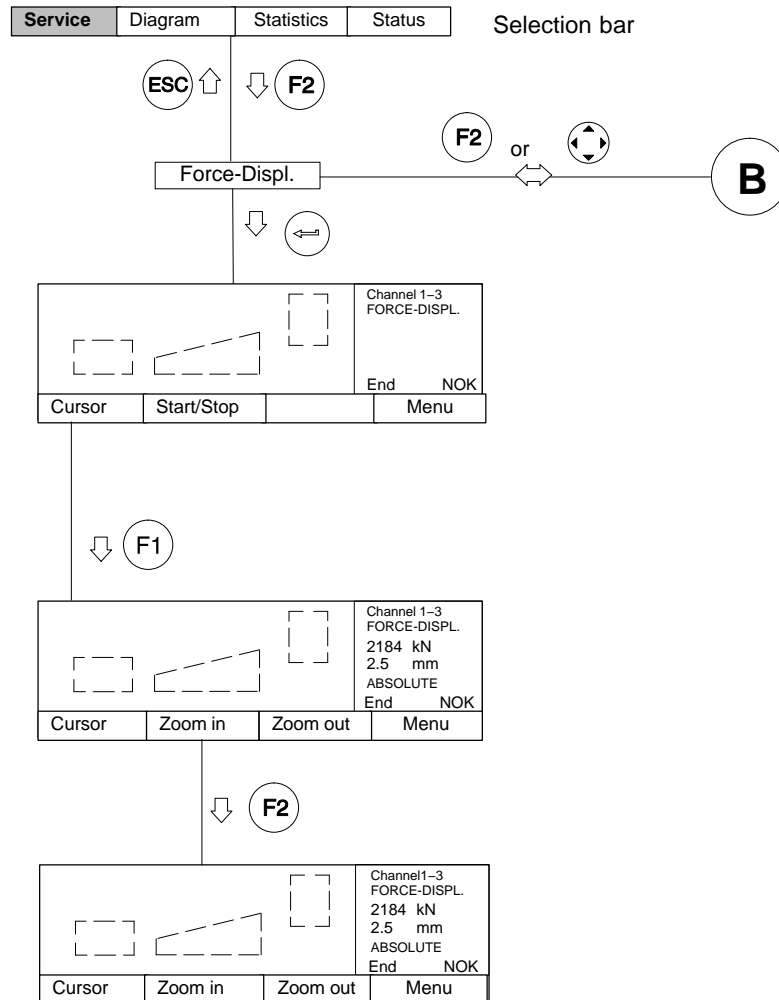 Service Diagram Statistics Status Selection bar
ESC F2
F2 or
Force-Displ. B
Channel 1–3
FORCE-DISPL.
End NOK
Cursor Start/Stop Menu
F1
Channel 1–3
FORCE-DISPL.
2184 kN
2.5 mm
ABSOLUTE
End NOK
Cursor Zoom in Zoom out Menu
F2
Channel1–3
FORCE-DISPL.
2184 kN
2.5 mm
ABSOLUTE
End NOK
Cursor Zoom in Zoom out Menu